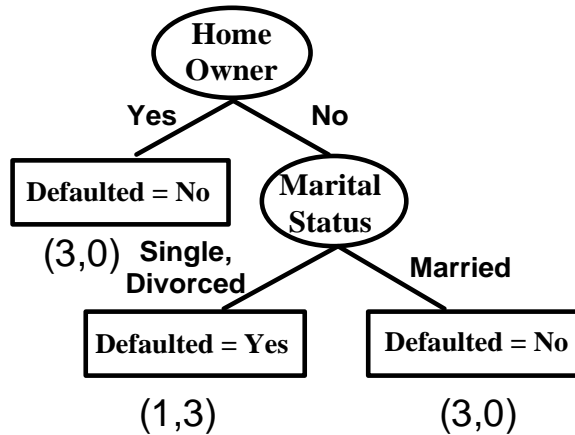 Home
Owner
Yes
No
Defaulted = No
Marital
Status
(3,0)
Single,
Divorced
Married
Defaulted = Yes
Defaulted = No
(1,3)
(3,0)